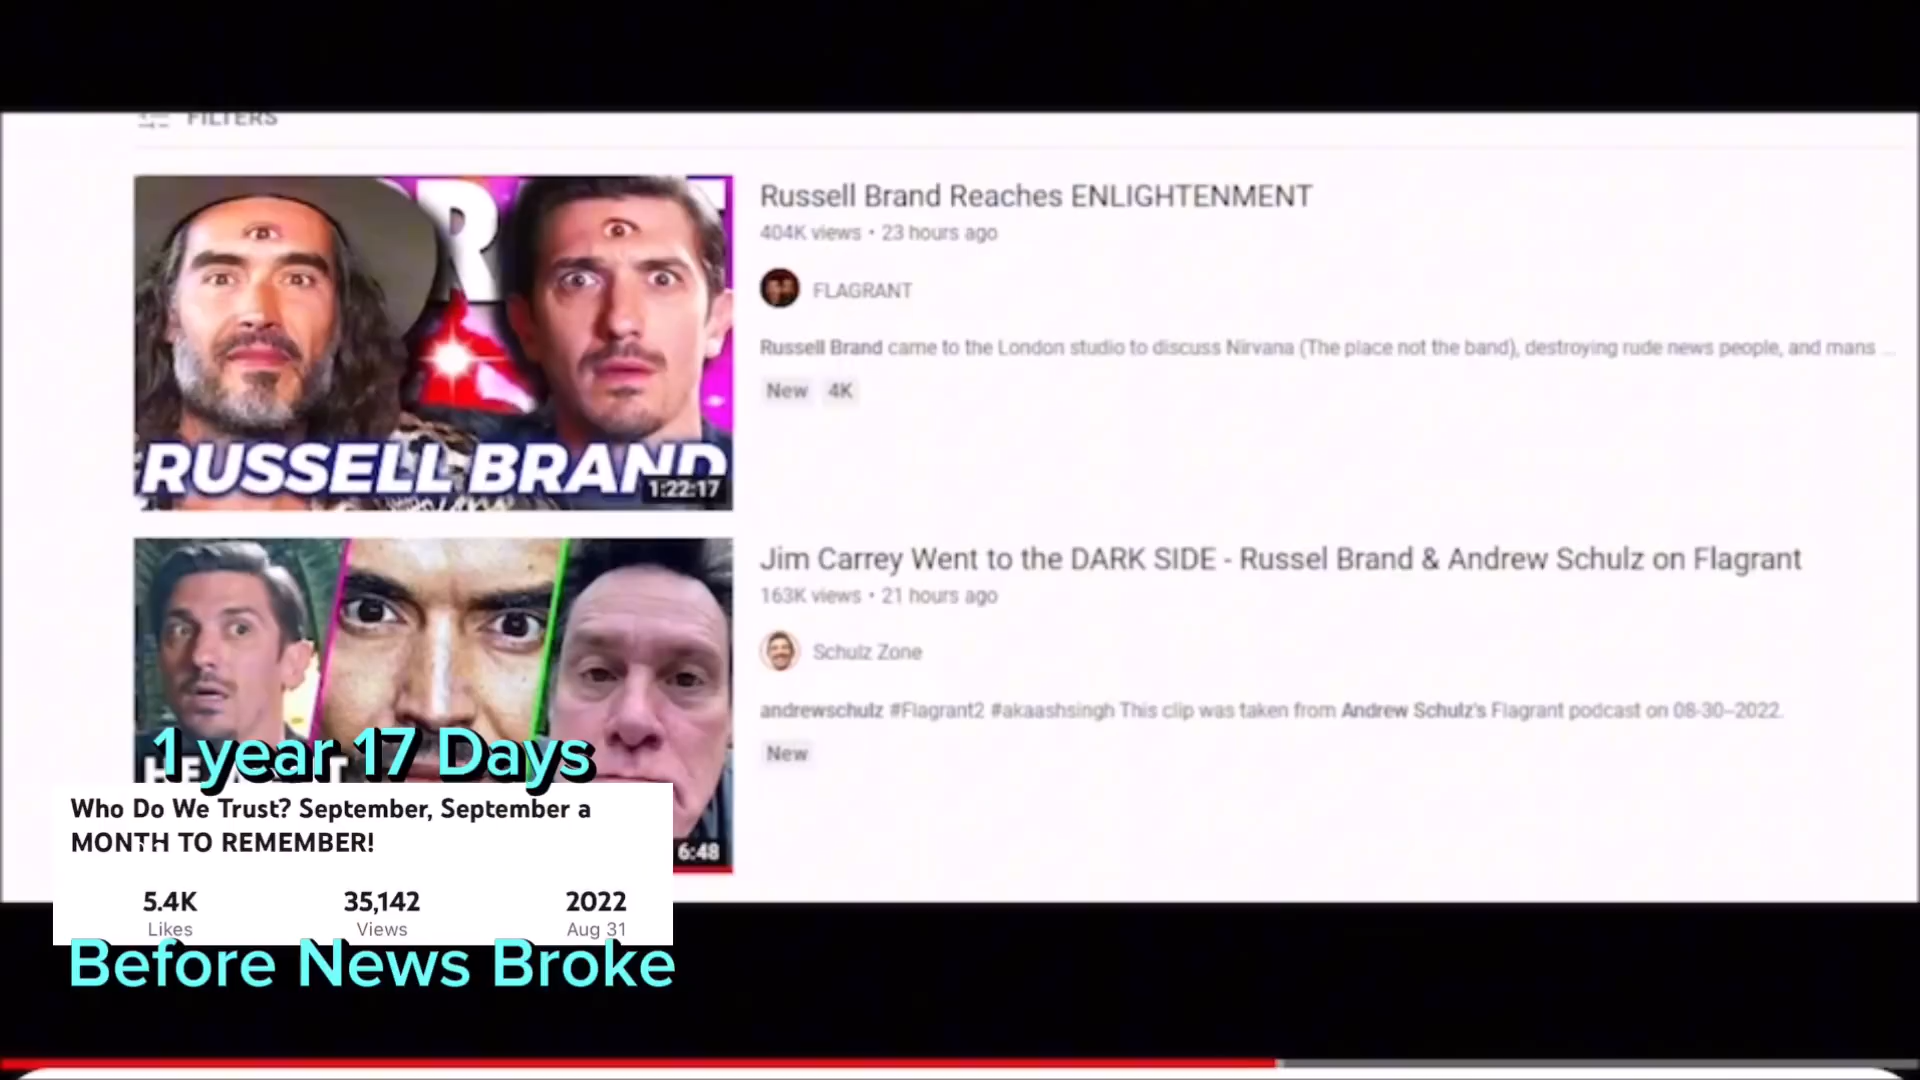 FILTERS
RUSSELL BRAND
1:22:17
Russell Brand Reaches ENLIGHTENMENT
404K views • 23 hours ago
FLAGRANT
Russell Brand came to the London studio to discuss Nirvana (The place not the band), destroying rude news people, and mans ...
New 4K
6:48
Jim Carrey Went to the DARK SIDE - Russel Brand & Andrew Schulz on Flagrant
163K views • 21 hours ago
Schulz Zone
andrewschulz #Flagrant2 #akaashsingh This clip was taken from Andrew Schulz's Flagrant podcast on 08-30–2022.
New
1 year 17 Days
Who Do We Trust? September, September a
MONTH TO REMEMBER!
5.4K 35,142 2022
Likes Views Aug 31
Before News Broke